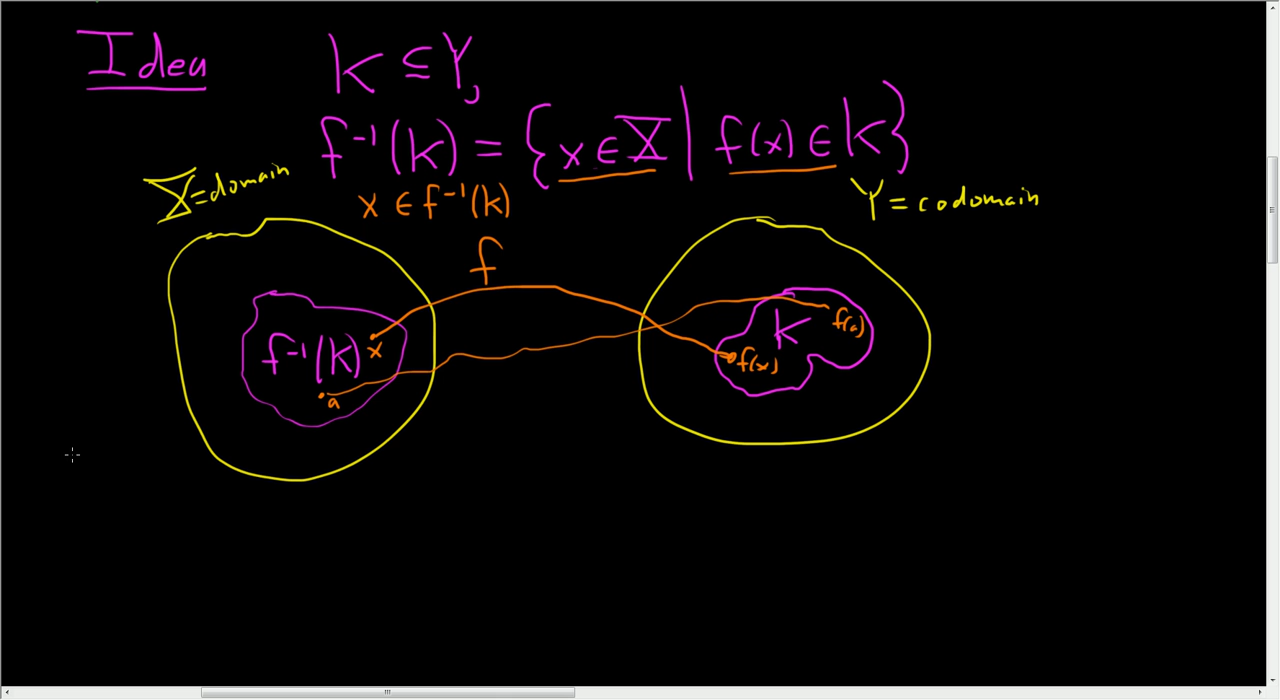 Idea K ⊆ Y,
f⁻¹(K) = {x ∈ X | f(x) ∈ K}
X = domain
x ∈ f⁻¹(K)
Y = codomain
f
f⁻¹(K) x
a
K f(a)
f(x)